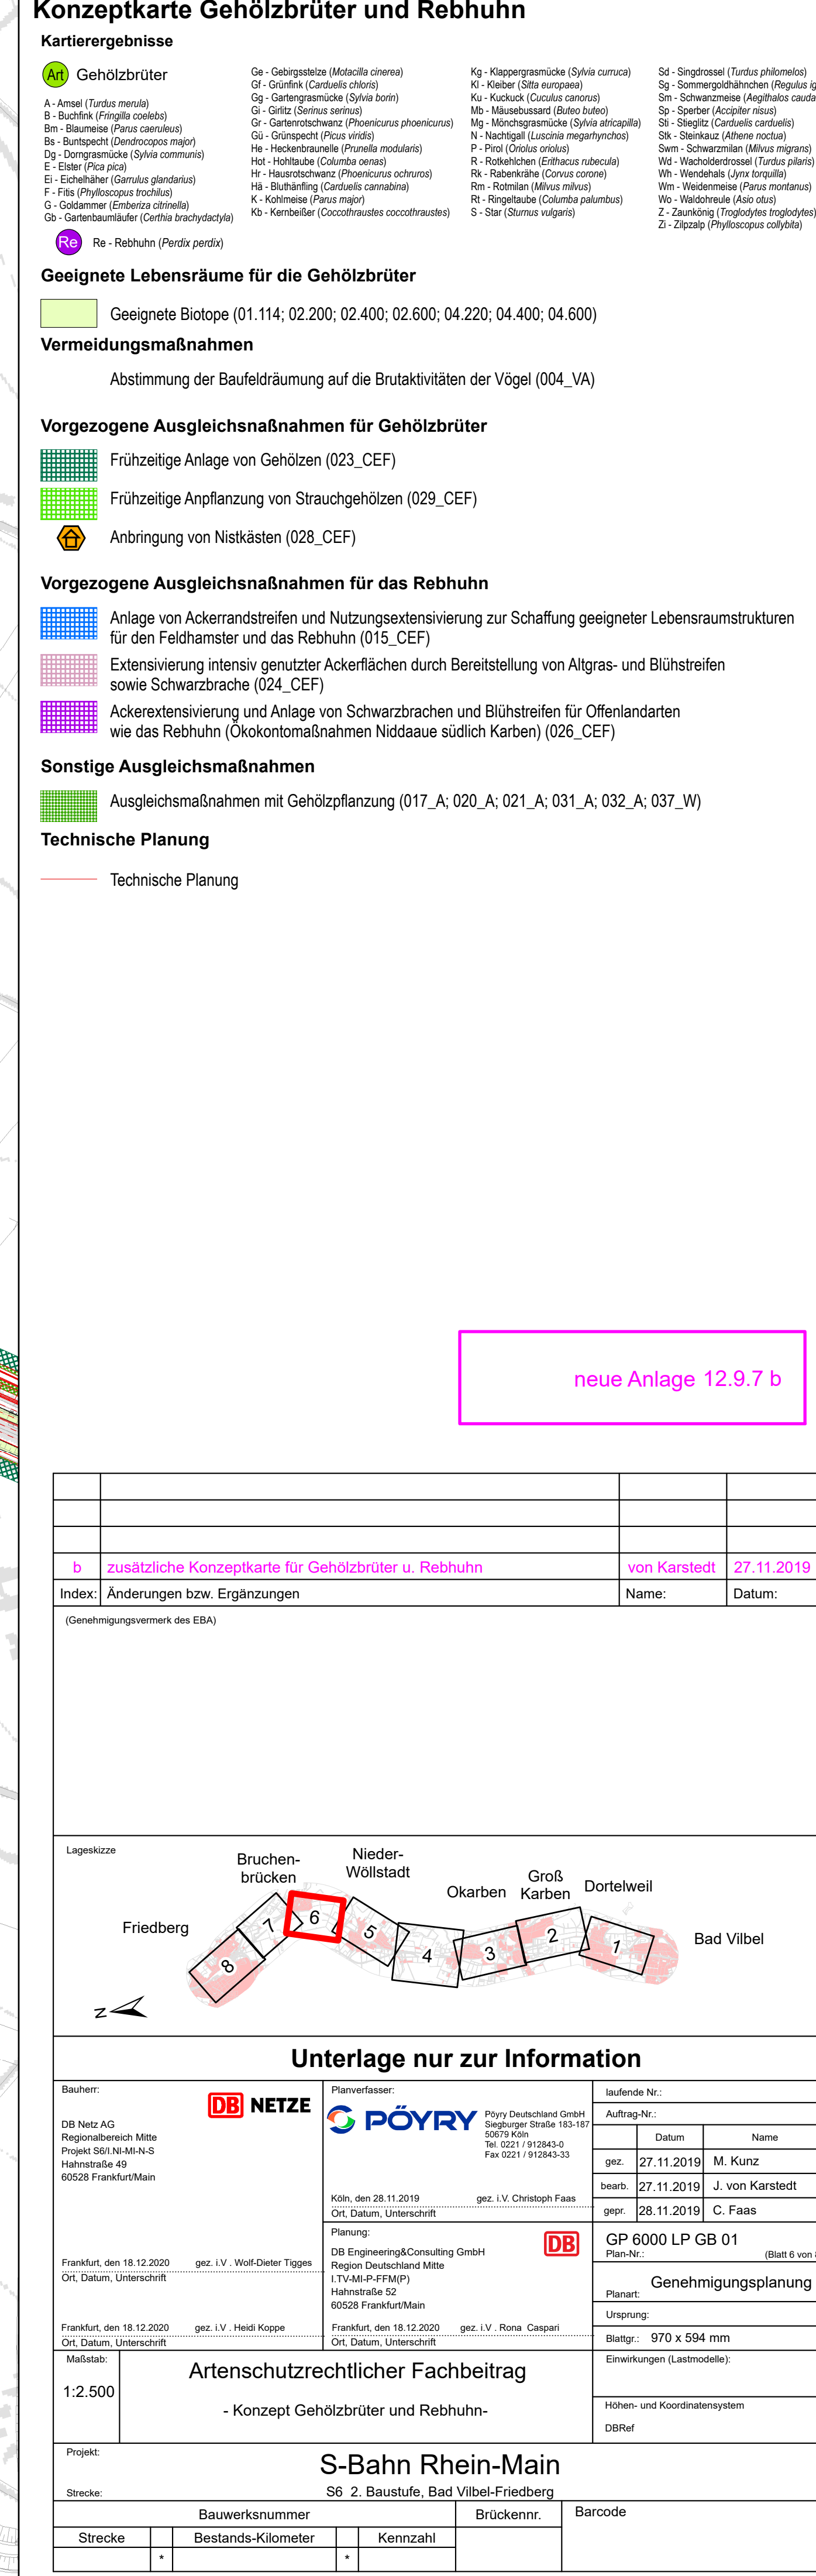 Konzeptkarte Gehölzbrüter und Rebhuhn
Kartierergebnisse
Art Gehölzbrüter
A - Amsel (Turdus merula)
B - Buchfink (Fringilla coelebs)
Bm - Blaumeise (Parus caeruleus)
Bs - Buntspecht (Dendrocopos major)
Dg - Dorngrasmücke (Sylvia communis)
E - Elster (Pica pica)
Ei - Eichelhäher (Garrulus glandarius)
F - Fitis (Phylloscopus trochilus)
G - Goldammer (Emberiza citrinella)
Gb - Gartenbaumläufer (Certhia brachydactyla)
Ge - Gebirgsstelze (Motacilla cinerea)
Gf - Grünfink (Carduelis chloris)
Gg - Gartengrasmücke (Sylvia borin)
Gi - Girlitz (Serinus serinus)
Gr - Gartenrotschwanz (Phoenicurus phoenicurus)
Gü - Grünspecht (Picus viridis)
He - Heckenbraunelle (Prunella modularis)
Hot - Hohltaube (Columba oenas)
Hr - Hausrotschwanz (Phoenicurus ochruros)
Hä - Bluthänfling (Carduelis cannabina)
K - Kohlmeise (Parus major)
Kb - Kernbeißer (Coccothraustes coccothraustes)
Kg - Klappergrasmücke (Sylvia curruca)
Kl - Kleiber (Sitta europaea)
Ku - Kuckuck (Cuculus canorus)
Mb - Mäusebussard (Buteo buteo)
Mg - Mönchsgrasmücke (Sylvia atricapilla)
N - Nachtigall (Luscinia megarhynchos)
P - Pirol (Oriolus oriolus)
R - Rotkehlchen (Erithacus rubecula)
Rk - Rabenkrähe (Corvus corone)
Rm - Rotmilan (Milvus milvus)
Rt - Ringeltaube (Columba palumbus)
S - Star (Sturnus vulgaris)
Sd - Singdrossel (Turdus philomelos)
Sg - Sommergoldhähnchen (Regulus ig
Sm - Schwanzmeise (Aegithalos cauda
Sp - Sperber (Accipiter nisus)
Sti - Stieglitz (Carduelis carduelis)
Stk - Steinkauz (Athene noctua)
Swm - Schwarzmilan (Milvus migrans)
Wd - Wacholderdrossel (Turdus pilaris)
Wh - Wendehals (Jynx torquilla)
Wm - Weidenmeise (Parus montanus)
Wo - Waldohreule (Asio otus)
Z - Zaunkönig (Troglodytes troglodytes)
Zi - Zilpzalp (Phylloscopus collybita)
Re Re - Rebhuhn (Perdix perdix)
Geeignete Lebensräume für die Gehölzbrüter
Geeignete Biotope (01.114; 02.200; 02.400; 02.600; 04.220; 04.400; 04.600)
Vermeidungsmaßnahmen
Abstimmung der Baufeldräumung auf die Brutaktivitäten der Vögel (004_VA)
Vorgezogene Ausgleichsnaßnahmen für Gehölzbrüter
Frühzeitige Anlage von Gehölzen (023_CEF)
Frühzeitige Anpflanzung von Strauchgehölzen (029_CEF)
Anbringung von Nistkästen (028_CEF)
Vorgezogene Ausgleichsnaßnahmen für das Rebhuhn
Anlage von Ackerrandstreifen und Nutzungsextensivierung zur Schaffung geeigneter Lebensraumstrukturen
für den Feldhamster und das Rebhuhn (015_CEF)
Extensivierung intensiv genutzter Ackerflächen durch Bereitstellung von Altgras- und Blühstreifen
sowie Schwarzbrache (024_CEF)
Ackerextensivierung und Anlage von Schwarzbrachen und Blühstreifen für Offenlandarten
wie das Rebhuhn (Ökokontomaßnahmen Niddaaue südlich Karben) (026_CEF)
Sonstige Ausgleichsmaßnahmen
Ausgleichsmaßnahmen mit Gehölzpflanzung (017_A; 020_A; 021_A; 031_A; 032_A; 037_W)
Technische Planung
Technische Planung
neue Anlage 12.9.7 b
b zusätzliche Konzeptkarte für Gehölzbrüter u. Rebhuhn von Karstedt 27.11.2019
Index: Änderungen bzw. Ergänzungen Name: Datum:
(Genehmigungsvermerk des EBA)
Lageskizze
Friedberg
Bruchen-
brücken
Nieder-
Wöllstadt
Okarben
Groß
Karben
Dortelweil
Bad Vilbel
8 7 6 5 4 3 2 1
N
Unterlage nur zur Information
Bauherr:
DB NETZE
DB Netz AG
Regionalbereich Mitte
Projekt S6/I.NI-MI-N-S
Hahnstraße 49
60528 Frankfurt/Main
Frankfurt, den 18.12.2020 gez. i.V . Wolf-Dieter Tigges
Ort, Datum, Unterschrift
Frankfurt, den 18.12.2020 gez. i.V . Heidi Koppe
Ort, Datum, Unterschrift
Planverfasser:
PÖYRY
Pöyry Deutschland GmbH
Siegburger Straße 183-187
50679 Köln
Tel. 0221 / 912843-0
Fax 0221 / 912843-33
Köln, den 28.11.2019 gez. i.V. Christoph Faas
Ort, Datum, Unterschrift
Planung:
DB
DB Engineering&Consulting GmbH
Region Deutschland Mitte
I.TV-MI-P-FFM(P)
Hahnstraße 52
60528 Frankfurt/Main
Frankfurt, den 18.12.2020 gez. i.V . Rona Caspari
Ort, Datum, Unterschrift
laufende Nr.:
Auftrag-Nr.:
Datum Name
gez. 27.11.2019 M. Kunz
bearb. 27.11.2019 J. von Karstedt
gepr. 28.11.2019 C. Faas
GP 6000 LP GB 01
Plan-Nr.: (Blatt 6 von 8
Genehmigungsplanung
Planart:
Ursprung:
Blattgr.: 970 x 594 mm
Maßstab:
1:2.500
Artenschutzrechtlicher Fachbeitrag
- Konzept Gehölzbrüter und Rebhuhn-
Einwirkungen (Lastmodelle):
Höhen- und Koordinatensystem
DBRef
Projekt:
S-Bahn Rhein-Main
Strecke: S6 2. Baustufe, Bad Vilbel-Friedberg
Bauwerksnummer Brückennr. Barcode
Strecke Bestands-Kilometer Kennzahl
* *